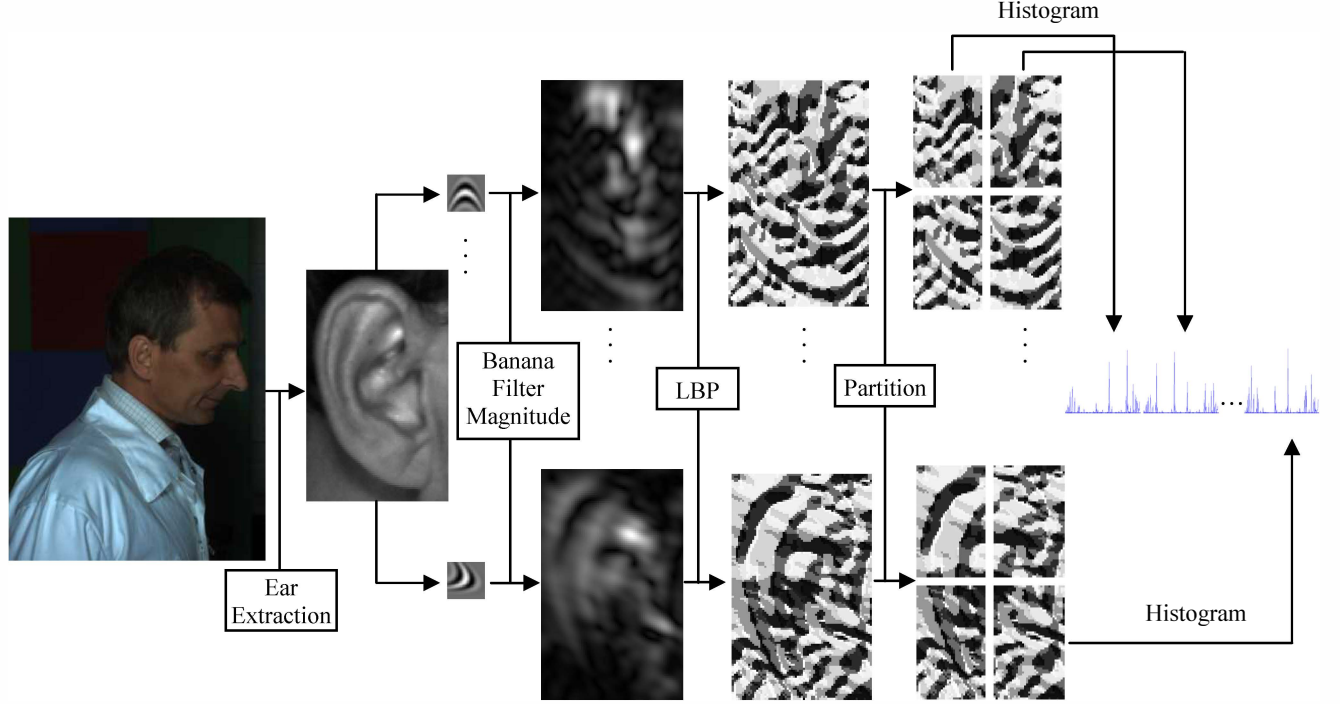 Histogram
Banana
Filter
Magnitude
LBP
Partition
Ear
Extraction
Histogram